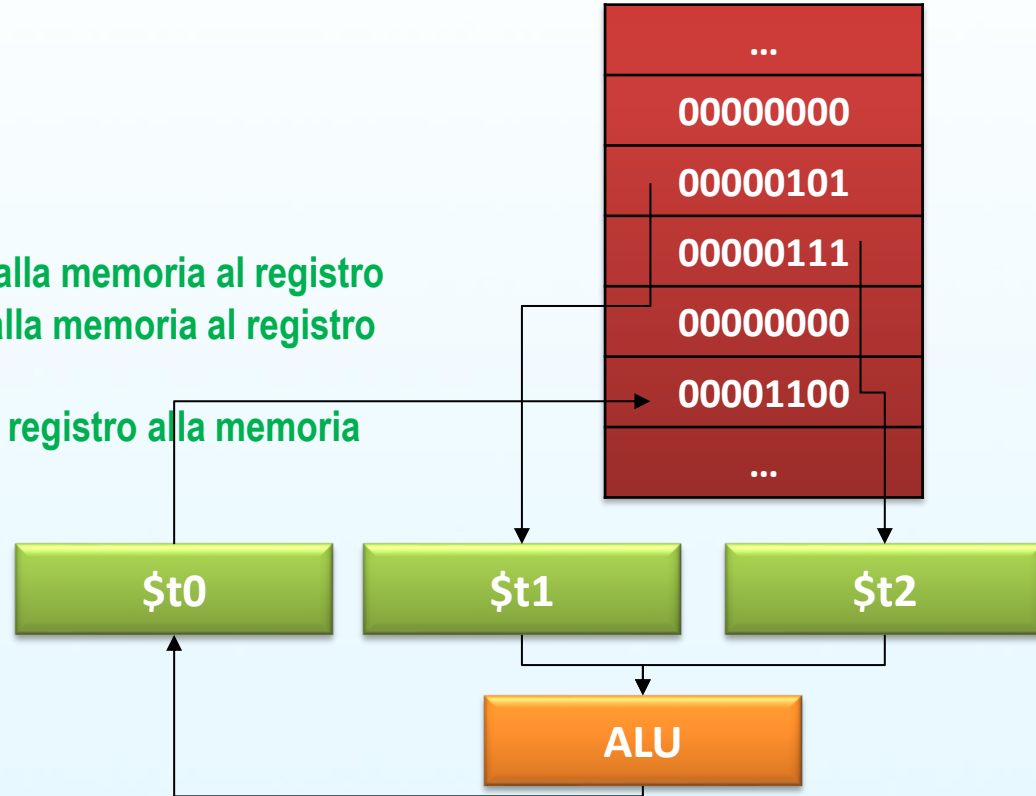 ...
00000000
00000101
00000111
alla memoria al registro
alla memoria al registro
00000000
00001100
registro alla memoria
...
$t0
$t1
$t2
ALU